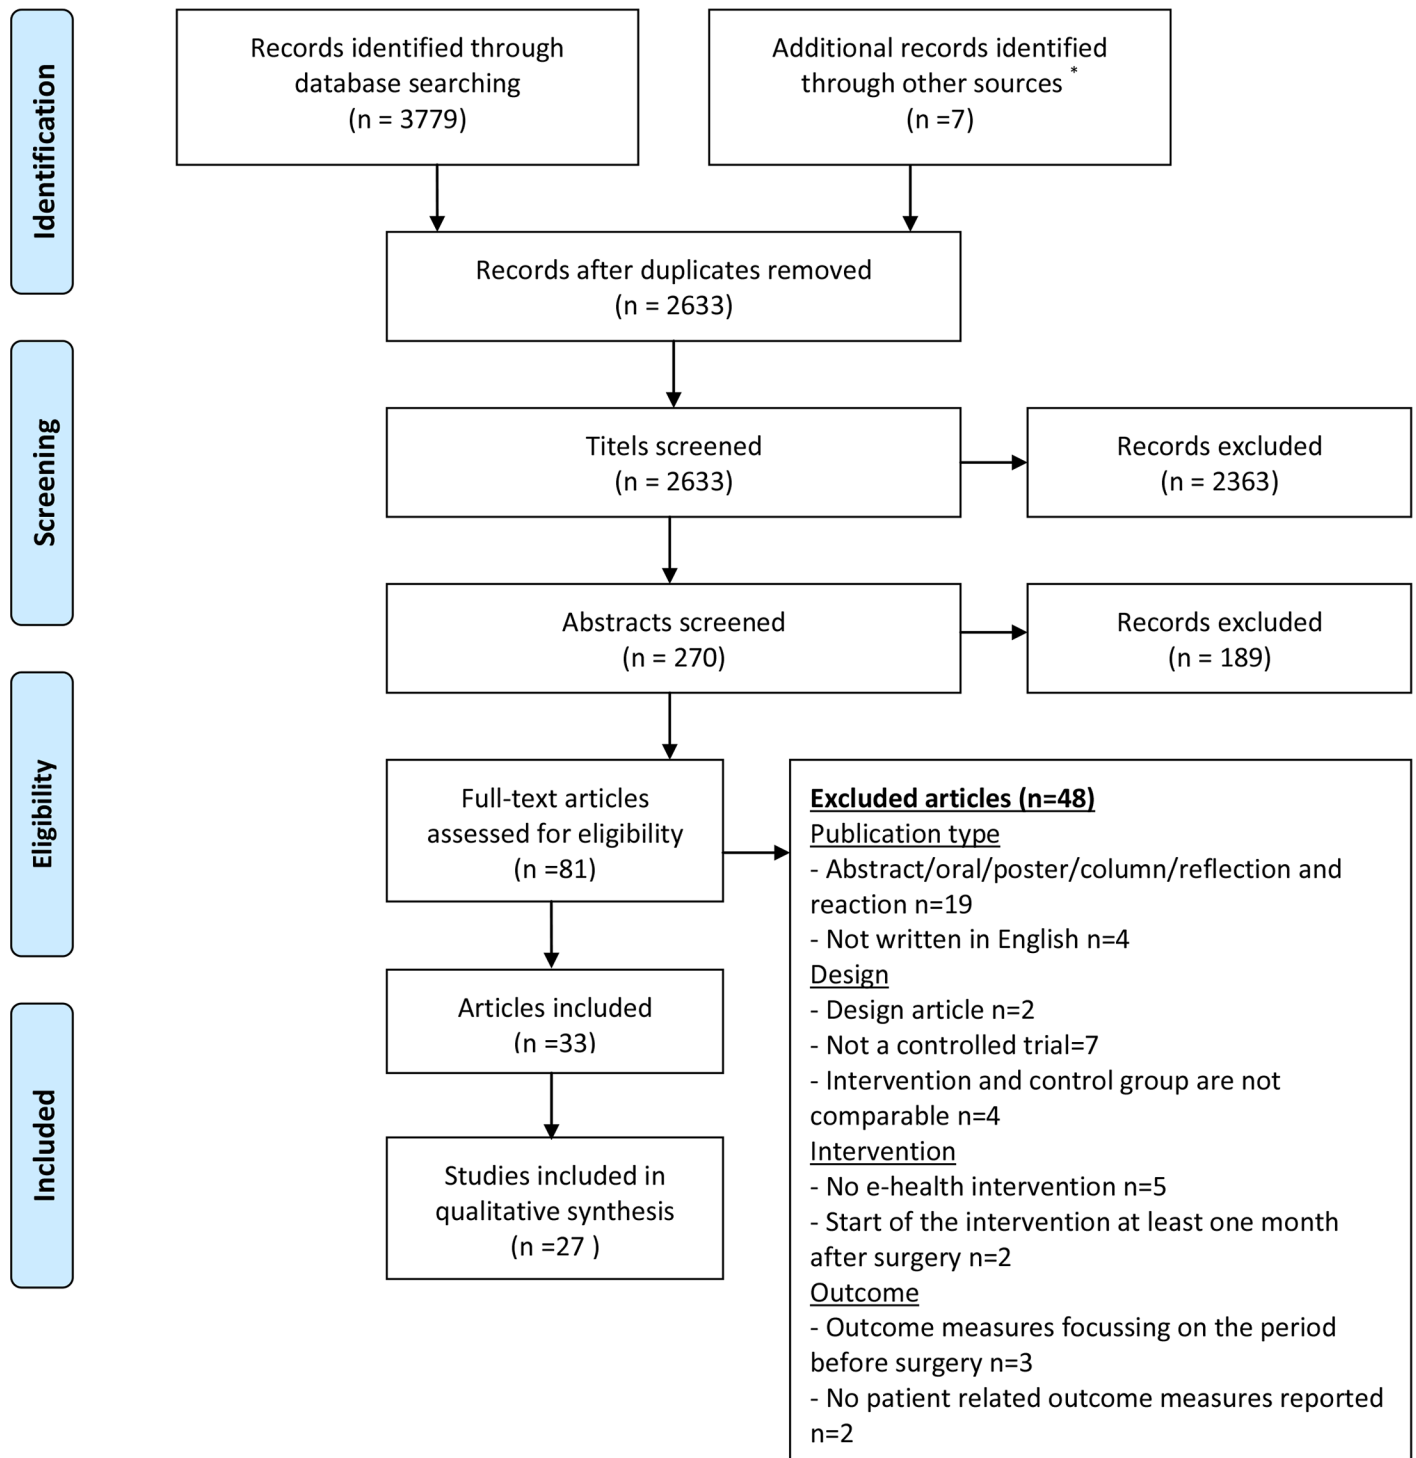 Identification
Records identified through
database searching
(n = 3779)
Additional records identified
through other sources *
(n =7)
Records after duplicates removed
(n = 2633)
Screening
Titels screened
(n = 2633)
Records excluded
(n = 2363)
Abstracts screened
(n = 270)
Records excluded
(n = 189)
Eligibility
Full-text articles
assessed for eligibility
(n =81)
Excluded articles (n=48)
Publication type
- Abstract/oral/poster/column/reflection and
reaction n=19
- Not written in English n=4
Design
- Design article n=2
- Not a controlled trial=7
- Intervention and control group are not
comparable n=4
Intervention
- No e-health intervention n=5
- Start of the intervention at least one month
after surgery n=2
Outcome
- Outcome measures focussing on the period
before surgery n=3
- No patient related outcome measures reported
n=2
Included
Articles included
(n =33)
Studies included in
qualitative synthesis
(n =27 )